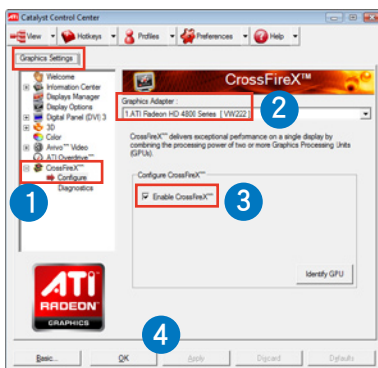 ATI Catalyst Control Center
View Hotkeys Profiles Preferences Help
Graphics Settings
Welcome
Information Center
Displays Manager
Display Options
Digital Panel (DVI) 3
3D
Color
Avivo™ Video
ATI Overdrive™
CrossFireX™
Configure
Diagnostics
1
CrossFireX™
Graphics Adapter :
1.ATI Radeon HD 4800 Series [ VW222 ]
2
CrossFireX™ delivers exceptional performance on a single display by
combining the processing power of two or more Graphics Processing Units
(GPUs).
Configure CrossFireX™
Enable CrossFireX™
3
Identify GPU
ATI
RADEON
GRAPHICS
4
Basic... OK Apply Discard Defaults